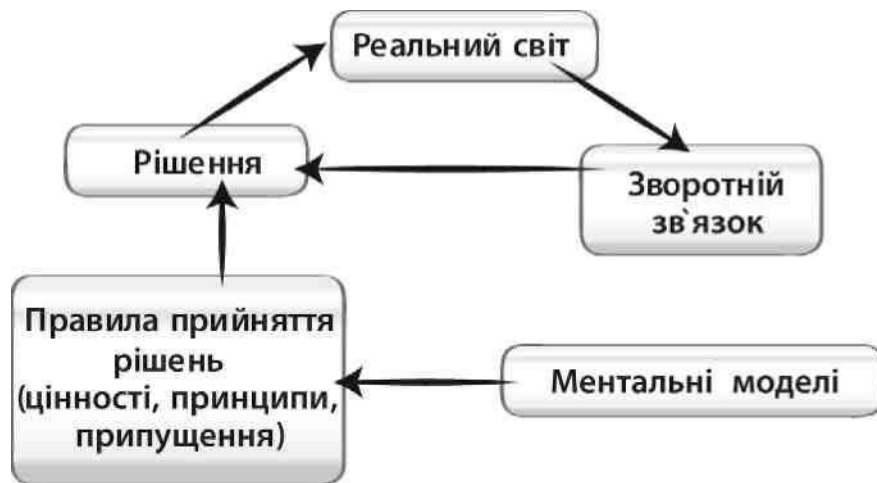 Реальний світ
Рішення
Зворотній
зв`язок
Правила прийняття
рішень
(цінності, принципи,
припущення)
Ментальні моделі